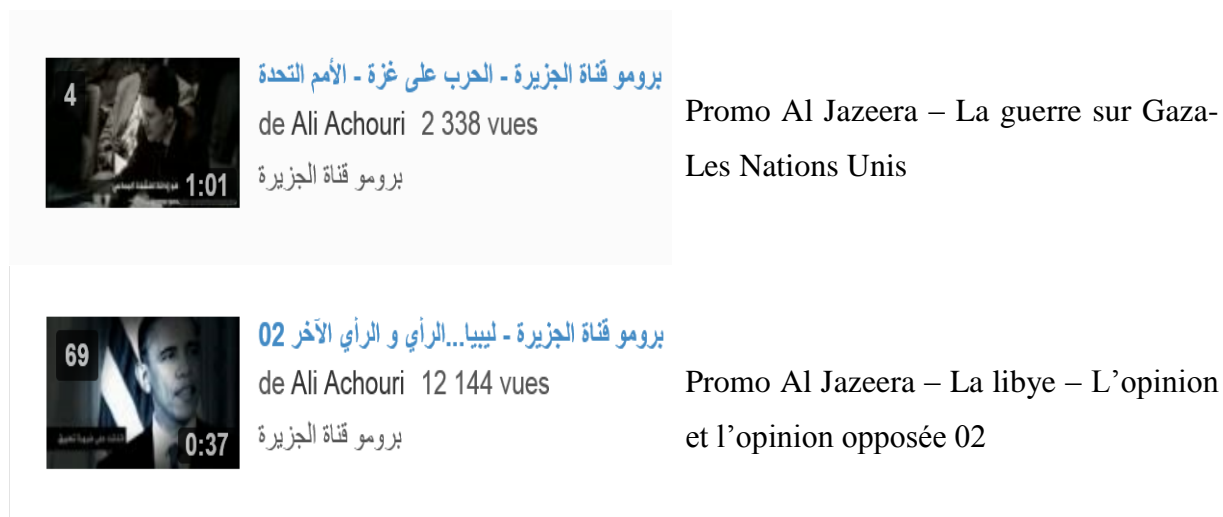 4
1:01
برومو قناة الجزيرة - الحرب على غزة - الأمم التحدة
de Ali Achouri 2 338 vues
برومو قناة الجزيرة
Promo Al Jazeera – La guerre sur Gaza-
Les Nations Unis
69
0:37
برومو قناة الجزيرة - ليبيا...الرأي و الرأي الآخر 02
de Ali Achouri 12 144 vues
برومو قناة الجزيرة
Promo Al Jazeera – La libye – L’opinion
et l’opinion opposée 02